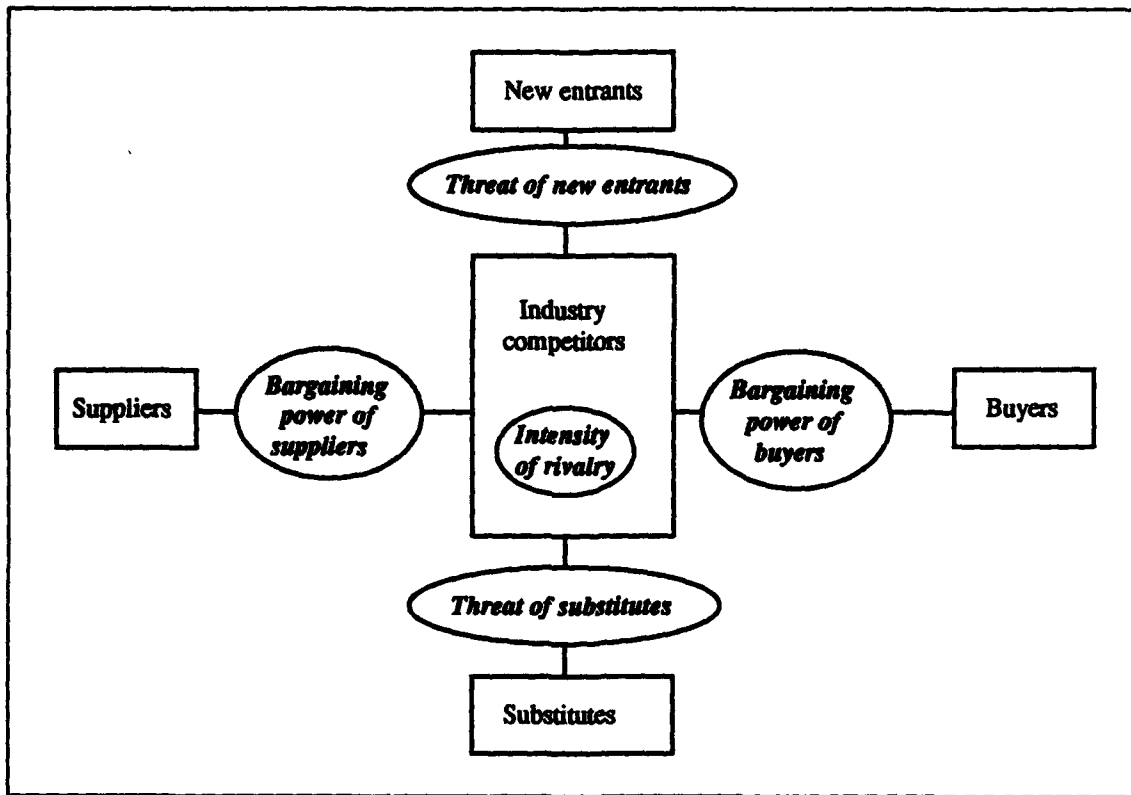 New entrants
Threat of new entrants
Industry
competitors
Suppliers
Bargaining
power of
suppliers
Intensity
of rivalry
Bargaining
power of
buyers
Buyers
Threat of substitutes
Substitutes